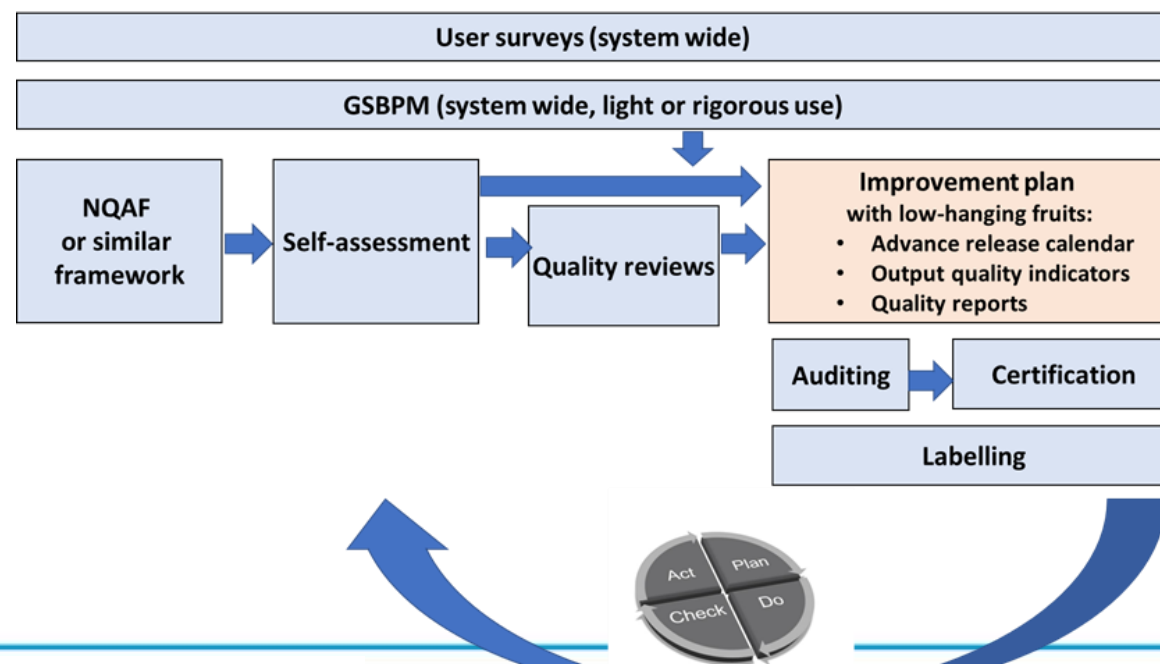 User surveys (system wide)
GSBPM (system wide, light or rigorous use)
NQAF
or similar
framework
Self-assessment
Quality reviews
Improvement plan
with low-hanging fruits:
• Advance release calendar
• Output quality indicators
• Quality reports
Auditing
Certification
Labelling
Act
Plan
Check
Do